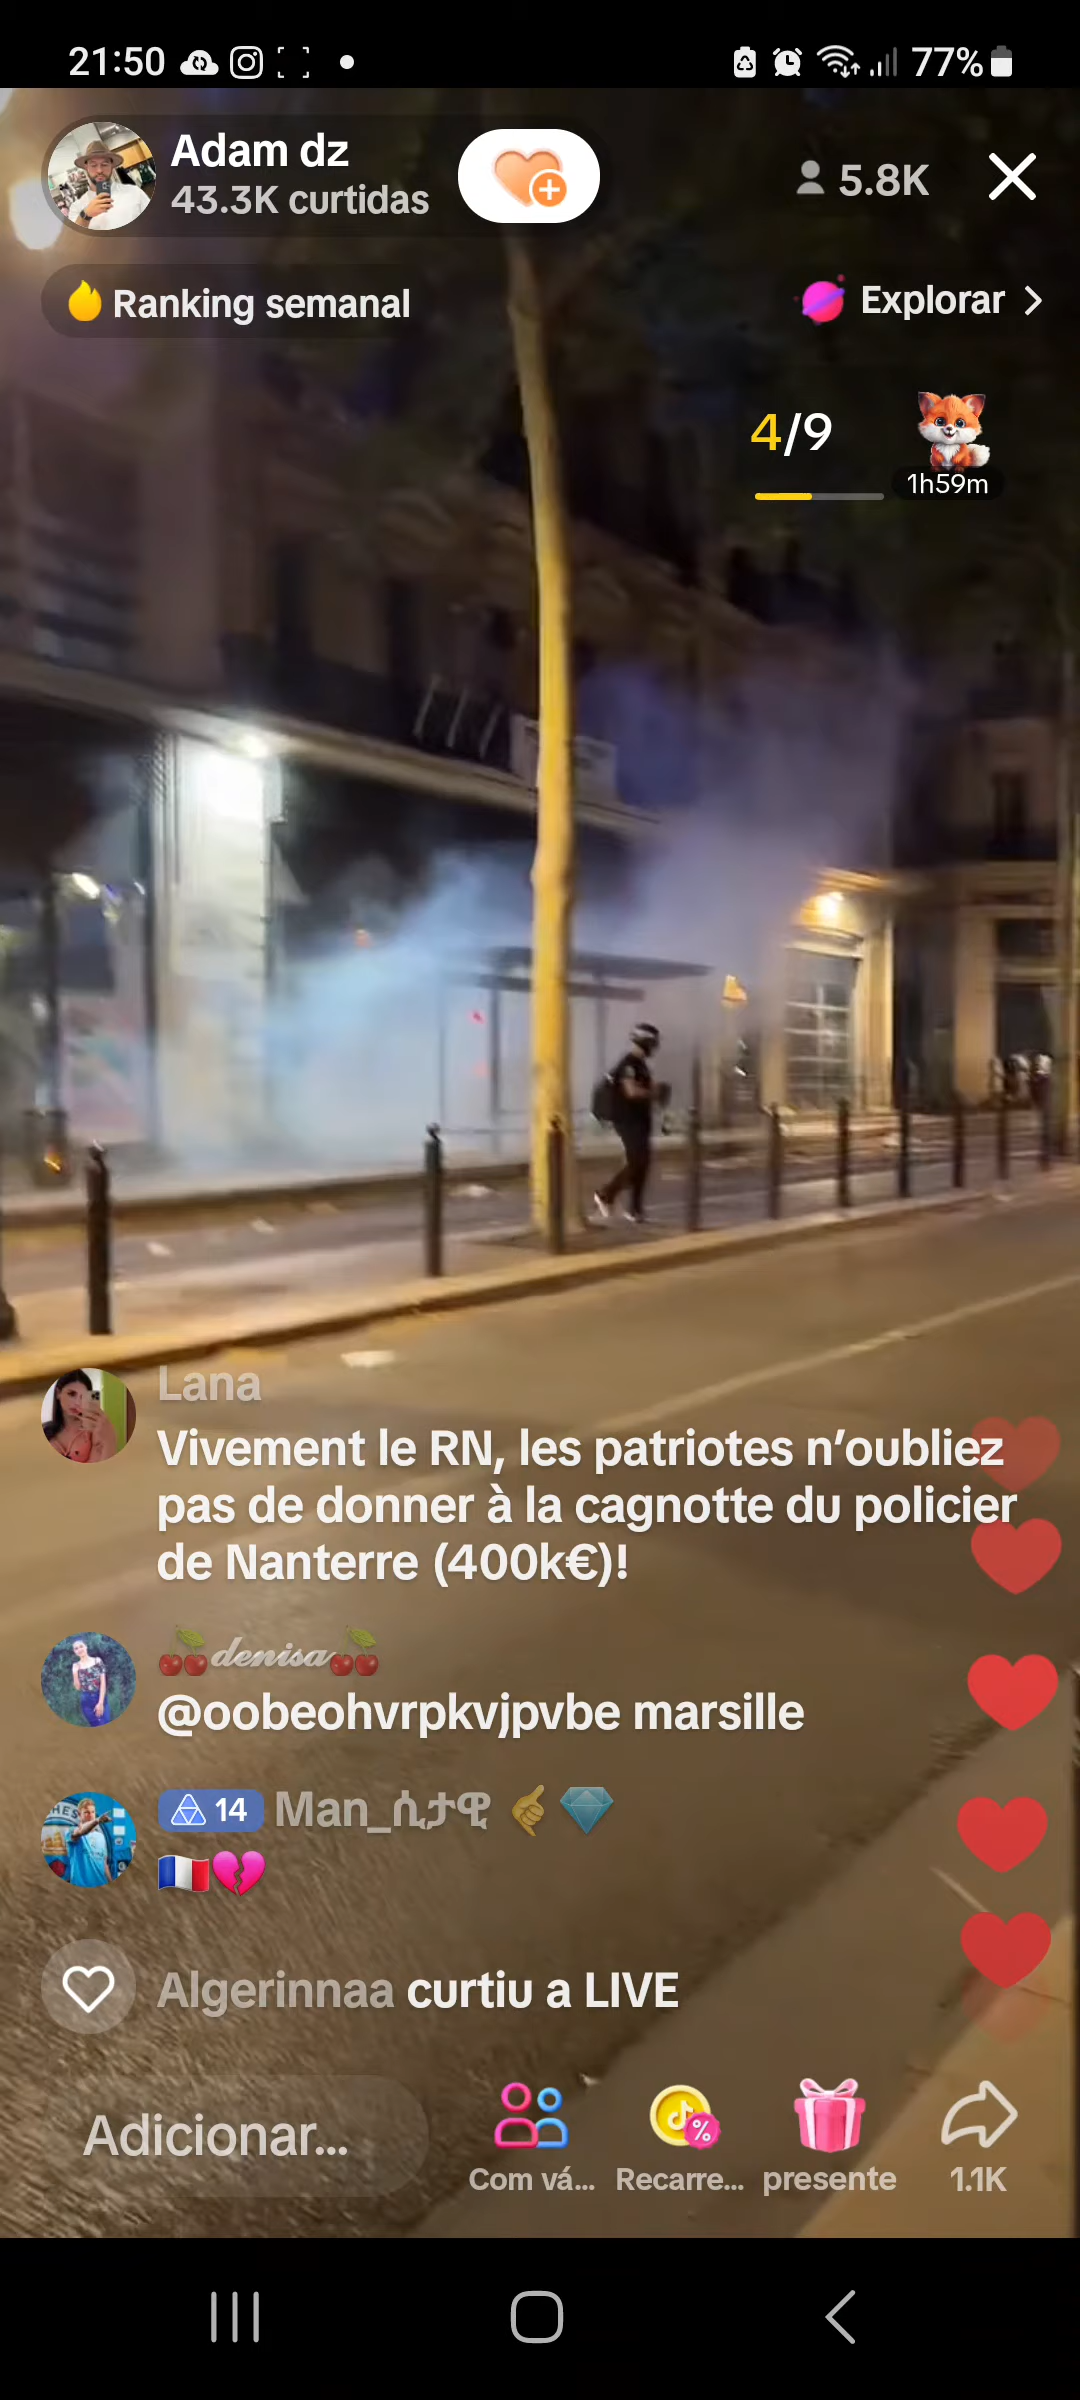 21:50
77%
Adam dz
43.3K curtidas
5.8K
Ranking semanal
Explorar
4/9
1h59m
Lana
Vivement le RN, les patriotes n’oubliez
pas de donner à la cagnotte du policier
de Nanterre (400k€)!
🍒denisa🍒
@oobeohvrpkvjpvbe marsille
14 Man_ሲታዊ 🤙💎
🇫🇷💔
Algerinnaa curtiu a LIVE
Adicionar...
Com vá... Recarre... presente 1.1K